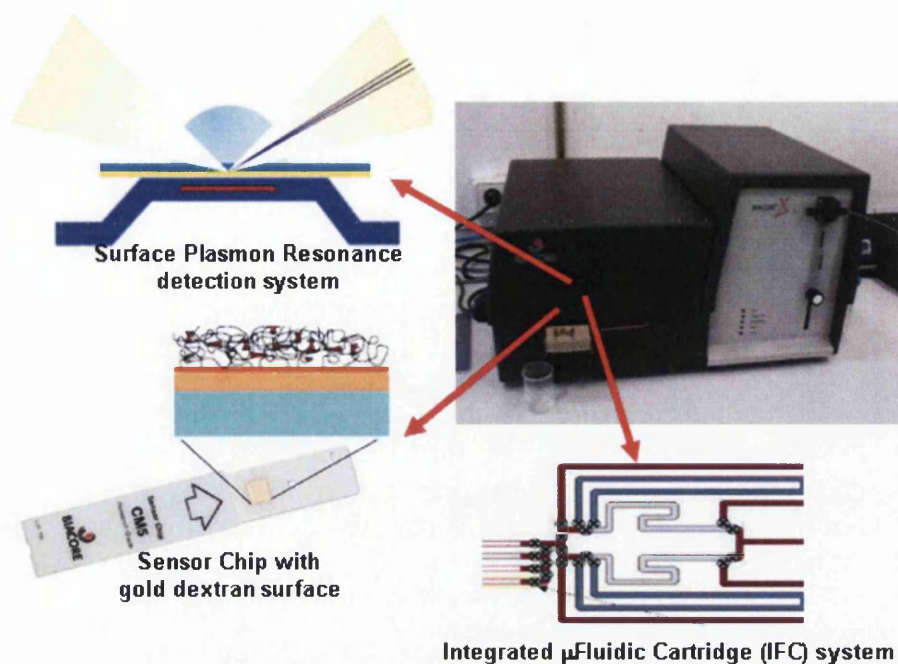 Surface Plasmon Resonance
detection system
BIACORE
Sensor Chip
CM5
Sensor Chip with
gold dextran surface
Integrated µFluidic Cartridge (IFC) system